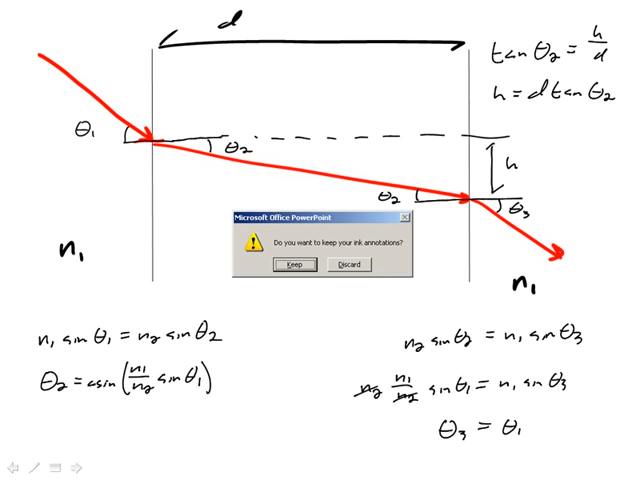 d
tan θ₂ = h/d
h = d tan θ₂
θ₁
θ₂
h
θ₂
θ₃
Microsoft Office PowerPoint
Do you want to keep your ink annotations?
Keep Discard
n₁
n₁
n₁ sin θ₁ = n₂ sin θ₂
θ₂ = asin(n₁/n₂ sin θ₁)
n₂ sin θ₂ = n₁ sin θ₃
n₂ n₁/n₂ sin θ₁ = n₁ sin θ₃
θ₃ = θ₁